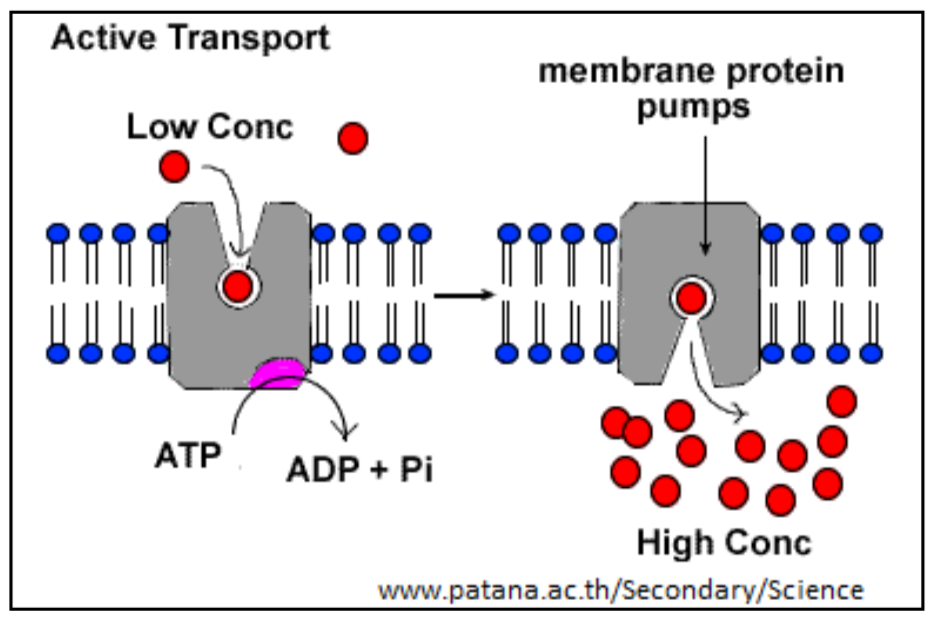 Active Transport
membrane protein
pumps
Low Conc
ATP
ADP + Pi
High Conc
www.patana.ac.th/Secondary/Science